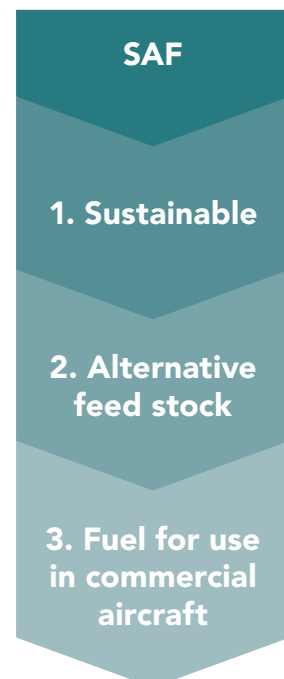 SAF
1. Sustainable
2. Alternative
feed stock
3. Fuel for use
in commercial
aircraft